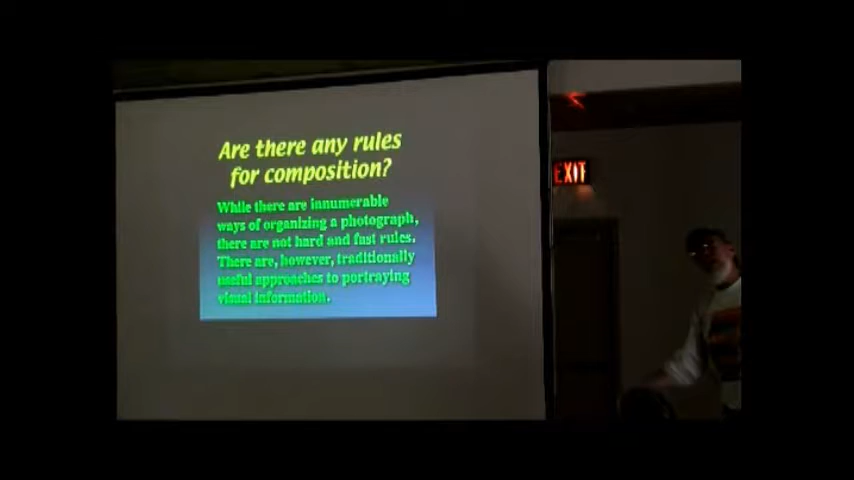 Are there any rules
for composition?
While there are innumerable
ways of organizing a photograph,
there are not hard and fast rules.
There are, however, traditionally
useful approaches to portraying
visual information.
EXIT